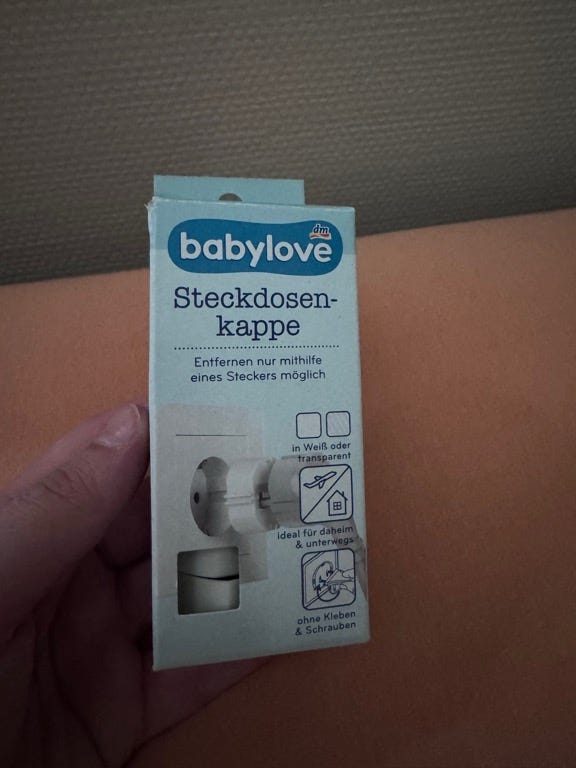 dm
babylove
Steckdosen-
kappe
Entfernen nur mithilfe
eines Steckers möglich
in Weiß oder
transparent
ideal für daheim
& unterwegs
ohne Kleben
& Schrauben